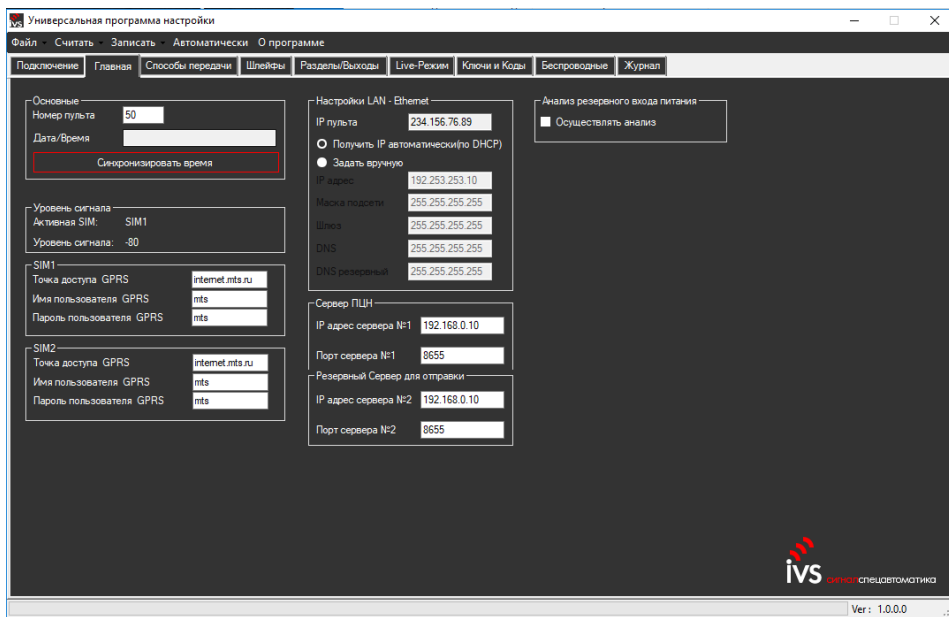 Универсальная программа настройки
Файл Считать Записать Автоматически О программе
Подключение Главная Способы передачи Шлейфы Разделы/Выходы Live-Режим Ключи и Коды Беспроводные Журнал
Основные
Номер пульта 50
Дата/Время
Синхронизировать время
Уровень сигнала
Активная SIM: SIM1
Уровень сигнала: -80
SIM1
Точка доступа GPRS internet.mts.ru
Имя пользователя GPRS mts
Пароль пользователя GPRS mts
SIM2
Точка доступа GPRS internet.mts.ru
Имя пользователя GPRS mts
Пароль пользователя GPRS mts
Настройки LAN - Ethernet
IP пульта 234.156.76.89
Получить IP автоматически(по DHCP)
Задать вручную
IP адрес 192.253.253.10
Маска подсети 255.255.255.255
Шлюз 255.255.255.255
DNS 255.255.255.255
DNS резервный 255.255.255.255
Сервер ПЦН
IP адрес сервера №1 192.168.0.10
Порт сервера №1 8655
Резервный Сервер для отправки
IP адрес сервера №2 192.168.0.10
Порт сервера №2 8655
Анализ резервного входа питания
Осуществлять анализ
ivs сигналспецавтоматика
Ver : 1.0.0.0